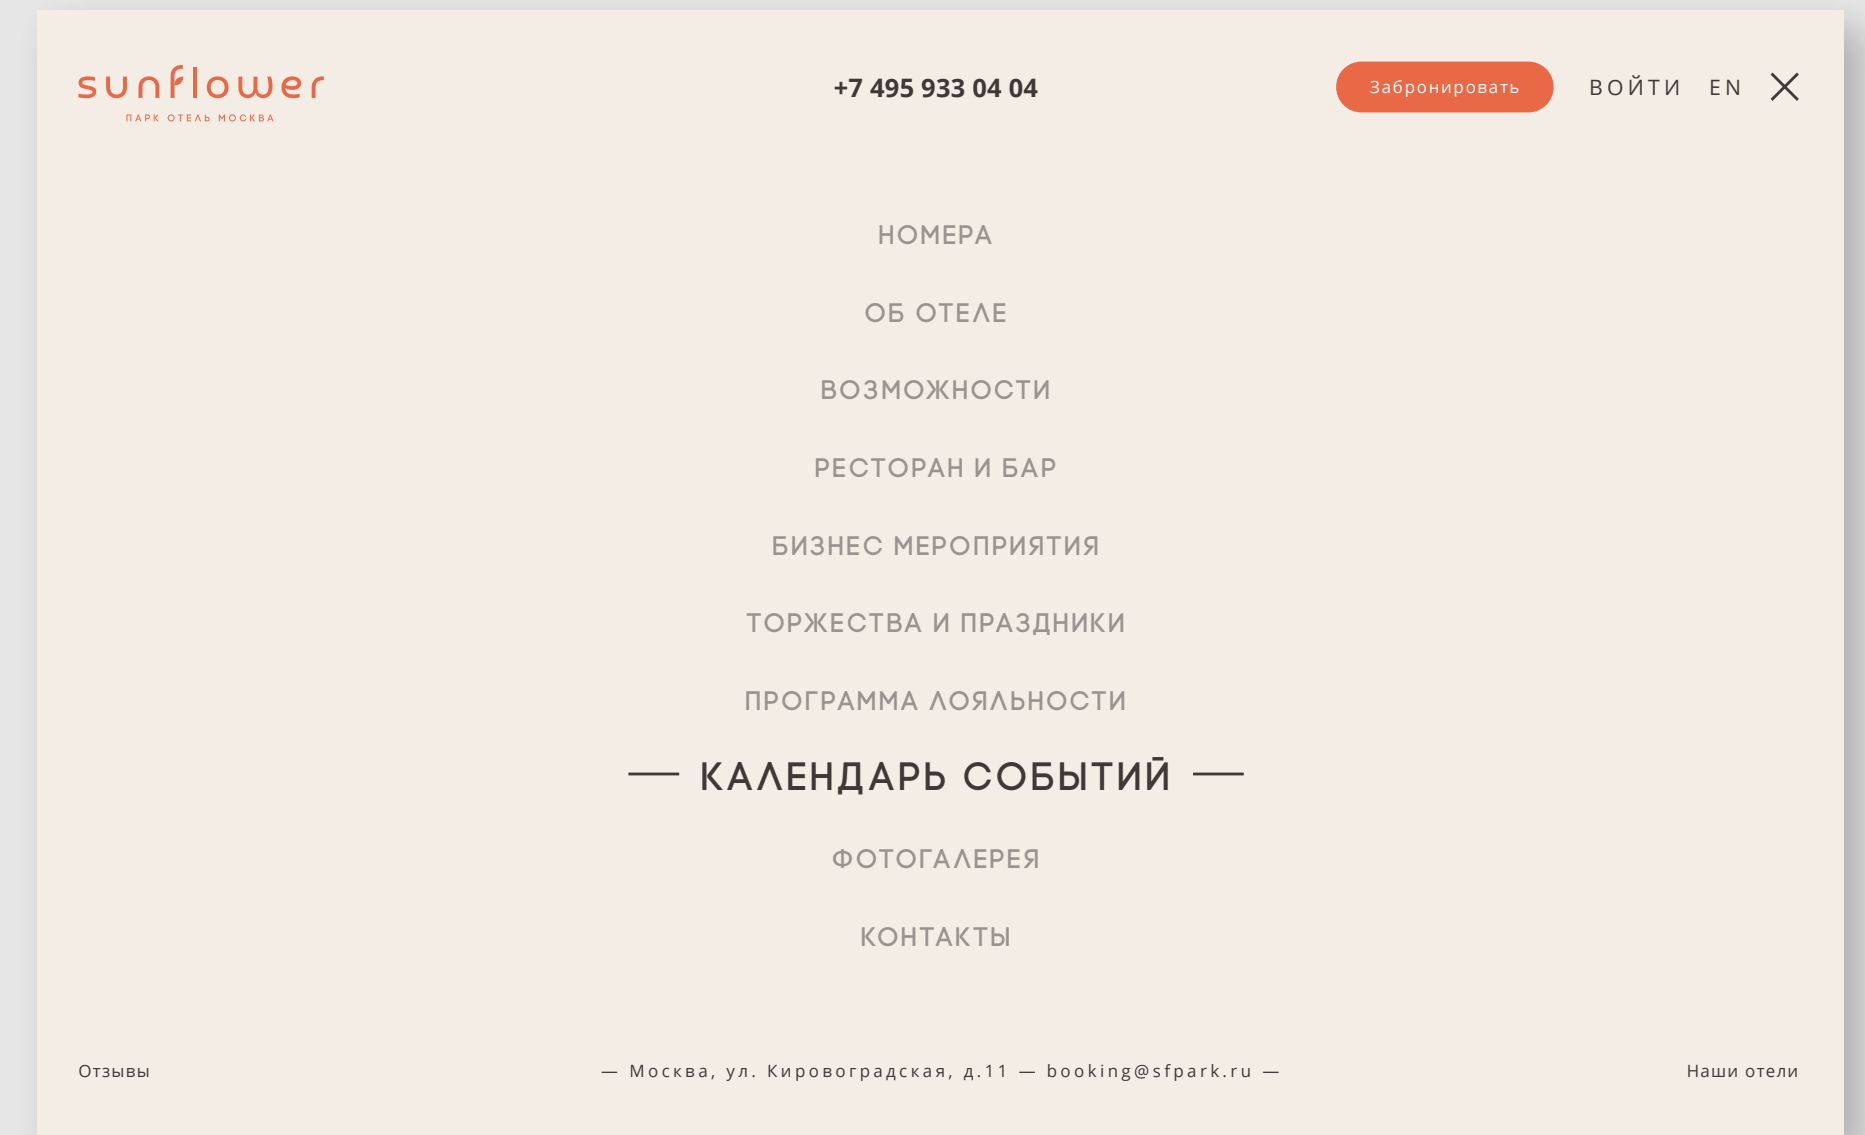 sunflower
ПАРК ОТЕЛЬ МОСКВА
+7 495 933 04 04
Забронировать
ВОЙТИ
EN
НОМЕРА
ОБ ОТЕЛЕ
ВОЗМОЖНОСТИ
РЕСТОРАН И БАР
БИЗНЕС МЕРОПРИЯТИЯ
ТОРЖЕСТВА И ПРАЗДНИКИ
ПРОГРАММА ЛОЯЛЬНОСТИ
— КАЛЕНДАРЬ СОБЫТИЙ —
ФОТОГАЛЕРЕЯ
КОНТАКТЫ
Отзывы
— Москва, ул. Кировоградская, д.11 — booking@sfpark.ru —
Наши отели